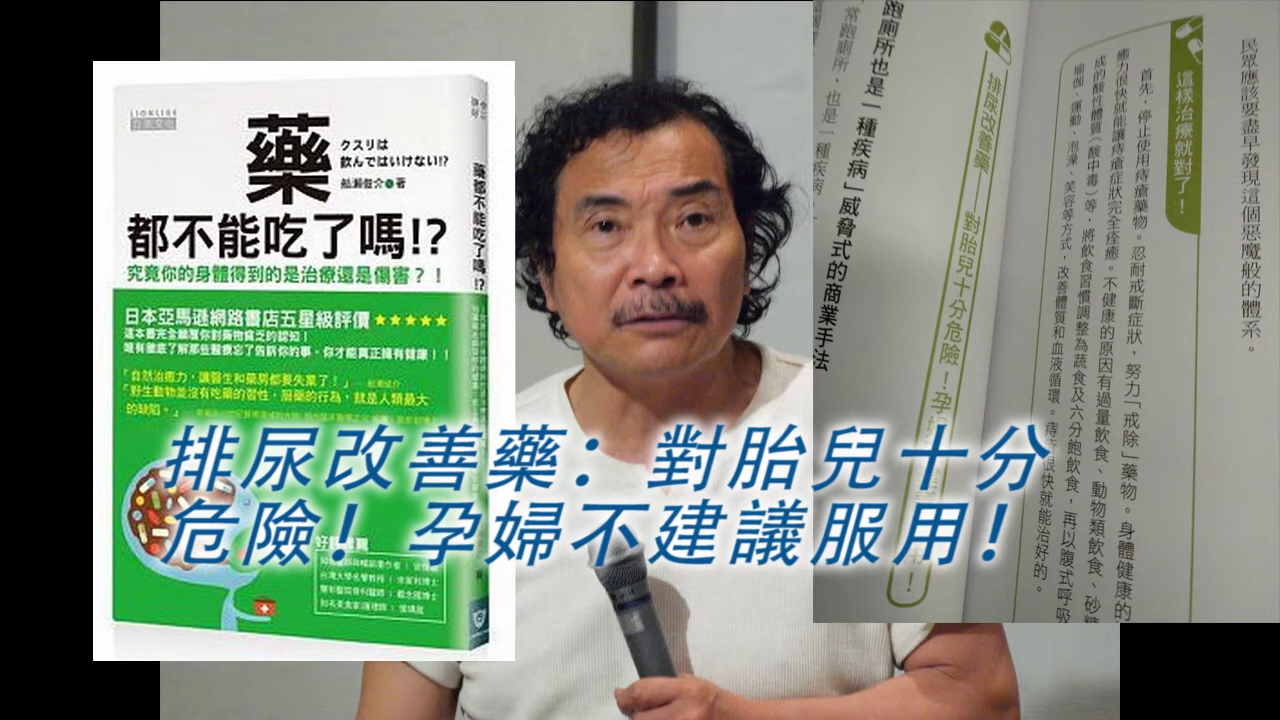 LIONLIKE
藥
クスリは
飲んではいけない!?
船瀨俊介 著
都不能吃了嗎!?
究竟你的身體得到的是治療還是傷害？！
日本亞馬遜網路書店五星級評價★★★★★
這本書完全顛覆你對藥物貧乏的認知！
唯有徹底了解那些醫療忘了告訴你的事，你才能真正擁有健康！！
「自然治癒力，讓醫生和藥男都要失業了！」——船瀨俊介
「野生動物並沒有吃藥的習性，服藥的行為，就是人類最大
的缺陷。」
藥都不能吃了嗎!?
民眾應該要盡早發現這個惡魔般的體系。
這樣治療就對了！
首先，停止使用痔瘡藥物。忍耐戒斷症狀，努力「戒除」藥物。身體健康的
癒力很快就能讓痔瘡症狀完全痊癒。不健康的原因有過量飲食、動物類飲食、砂糖
成的酸性體質（酸中毒）等，將飲食習慣調整為蔬食及六分飽飲食，再以腹式呼吸
瑜伽、運動、泡澡、笑容等方式，改善體質和血液循環。痔瘡很快就能治好的。
排尿改善藥——對胎兒十分危險！孕
跑廁所也是一種疾病」威脅式的商業手法
常跑廁所，也是一種疾病
排尿改善藥：對胎兒十分
危險！孕婦不建議服用！